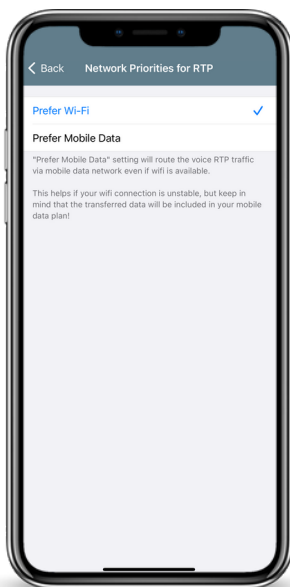 Back Network Priorities for RTP
Prefer Wi-Fi
Prefer Mobile Data
"Prefer Mobile Data" setting will route the voice RTP traffic
via mobile data network even if wifi is available.
This helps if your wifi connection is unstable, but keep in
mind that the transferred data will be included in your mobile
data plan!